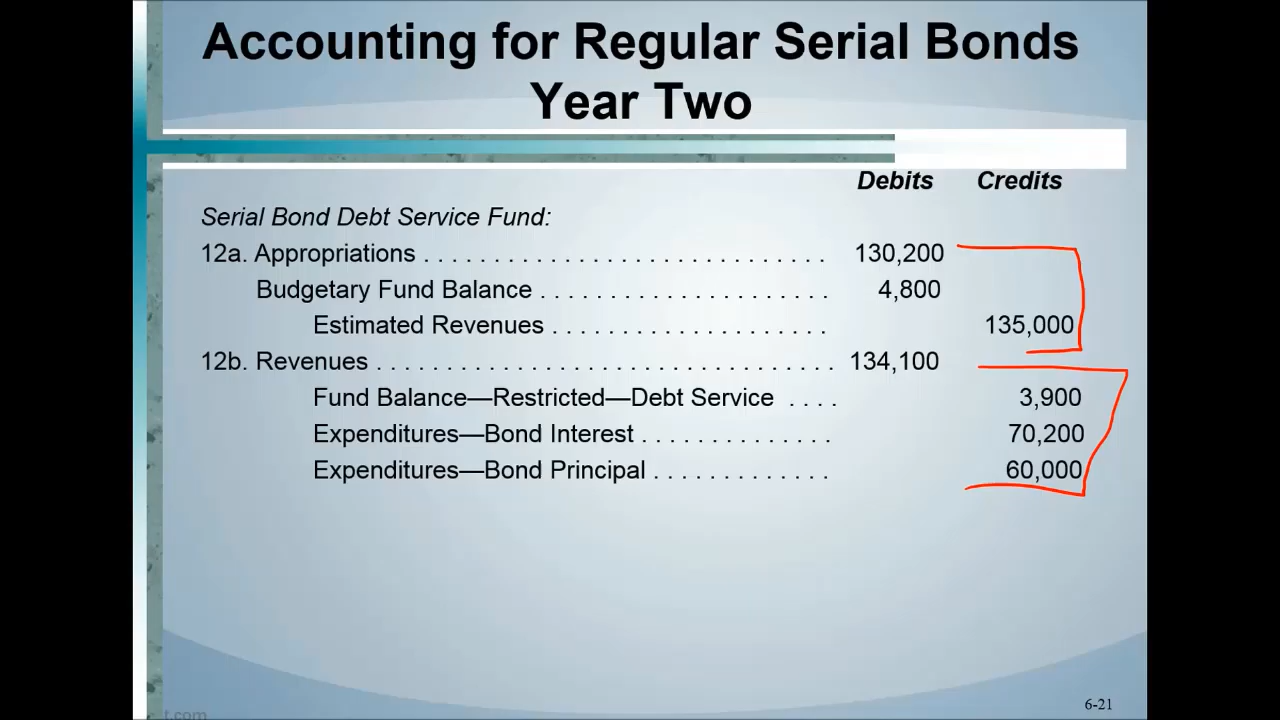 Accounting for Regular Serial Bonds
Year Two
Debits Credits
Serial Bond Debt Service Fund:
12a. Appropriations . . . . . . . . . . . . . . . . . . . . . . . . . . . . . 130,200
Budgetary Fund Balance . . . . . . . . . . . . . . . . . . . . . 4,800
Estimated Revenues . . . . . . . . . . . . . . . . . . . . 135,000
12b. Revenues . . . . . . . . . . . . . . . . . . . . . . . . . . . . . . . . . 134,100
Fund Balance—Restricted—Debt Service . . . . 3,900
Expenditures—Bond Interest . . . . . . . . . . . . . . 70,200
Expenditures—Bond Principal . . . . . . . . . . . . . 60,000
6-21
t.com